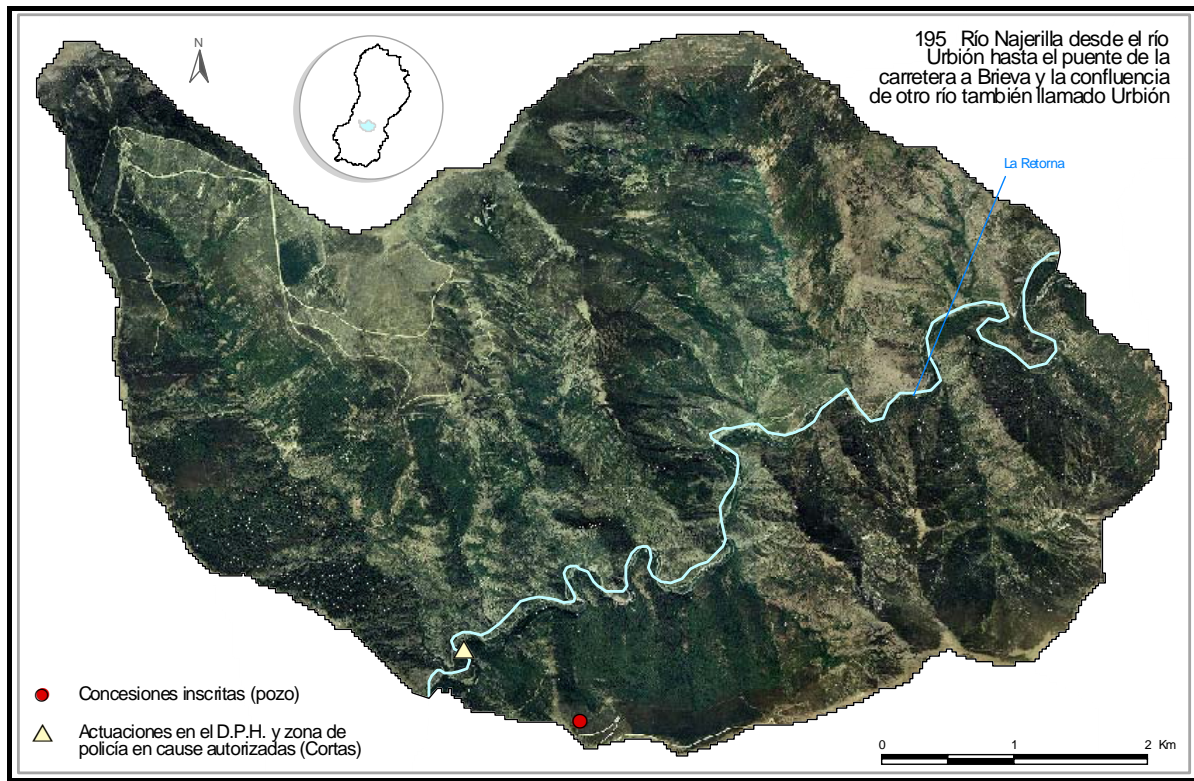 N
195 Río Najerilla desde el río
Urbión hasta el puente de la
carretera a Brieva y la confluencia
de otro río también llamado Urbión
La Retorna
Concesiones inscritas (pozo)
Actuaciones en el D.P.H. y zona de
policía en cause autorizadas (Cortas)
0 1 2 Km